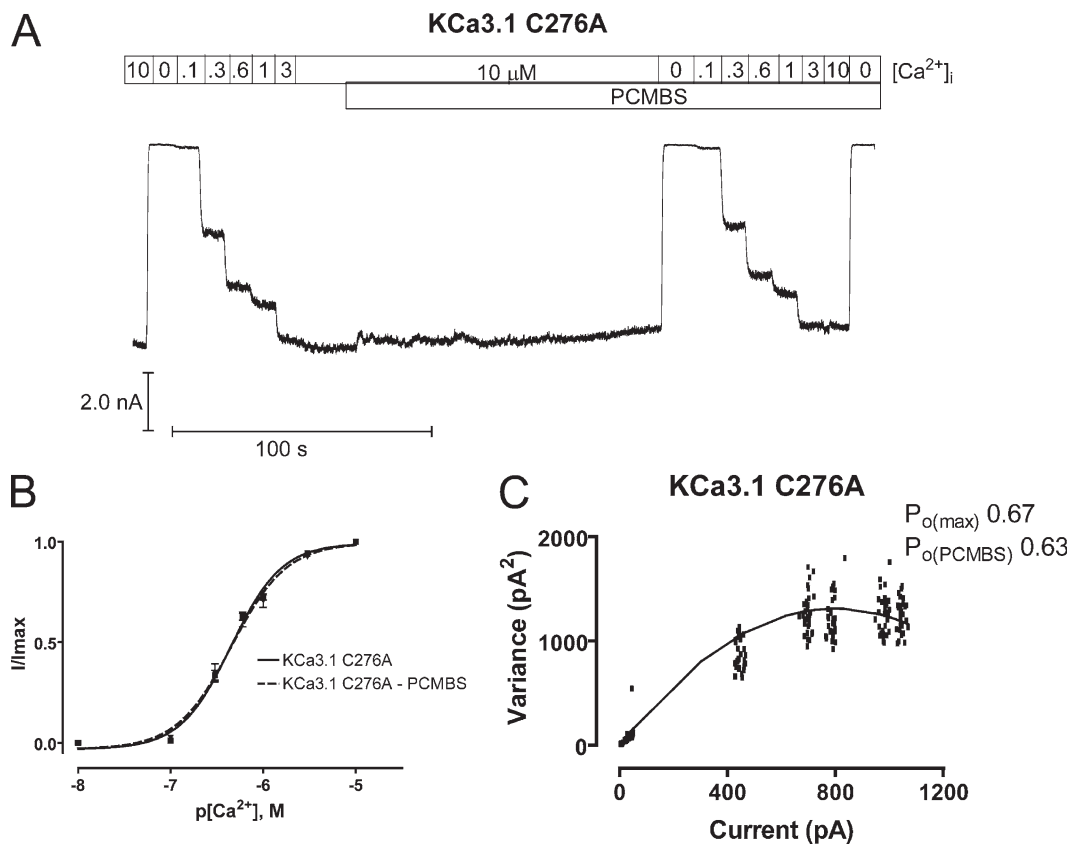 A
KCa3.1 C276A
10 0 .1 .3 .6 1 3 10 μM 0 .1 .3 .6 1 3 10 0 [Ca²⁺]ᵢ
PCMBS
2.0 nA
100 s
B
I/Imax
1.0
0.5
0.0
KCa3.1 C276A
KCa3.1 C276A - PCMBS
-8 -7 -6 -5
p[Ca²⁺], M
C
KCa3.1 C276A
Po(max) 0.67
Po(PCMBS) 0.63
Variance (pA²)
2000
1000
0
0 400 800 1200
Current (pA)